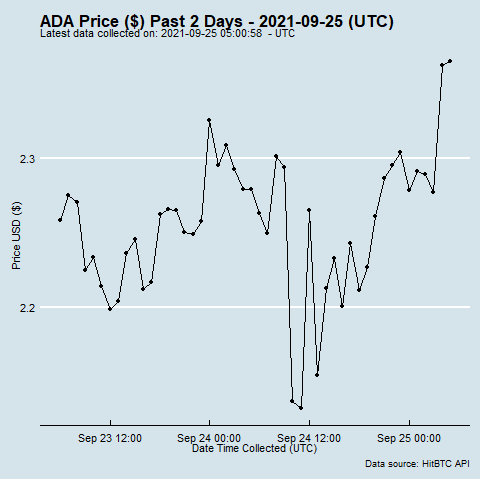 ADA Price ($) Past 2 Days - 2021-09-25 (UTC)
Latest data collected on: 2021-09-25 05:00:58  - UTC
2.3
Price USD ($)
2.2
Sep 23 12:00
Sep 24 00:00
Sep 24 12:00
Sep 25 00:00
Date Time Collected (UTC)
Data source: HitBTC API